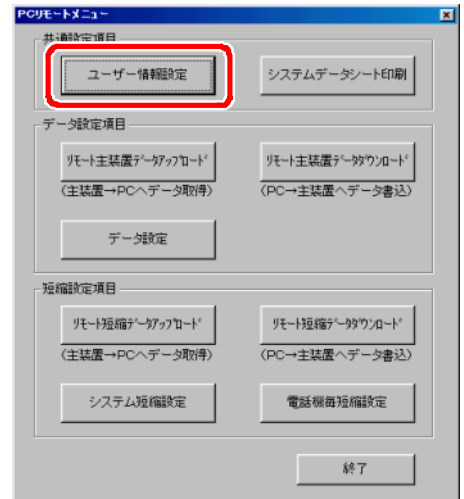 PCﾘﾓｰﾄﾒﾆｭｰ
共通設定項目
ユーザー情報設定
システムデータシート印刷
データ設定項目
ﾘﾓｰﾄ主装置ﾃﾞｰﾀｱｯﾌﾟﾛｰﾄﾞ
ﾘﾓｰﾄ主装置ﾃﾞｰﾀﾀﾞｳﾝﾛｰﾄﾞ
(主装置→PCへデータ取得)
(PC→主装置へデータ書込)
データ設定
短縮設定項目
ﾘﾓｰﾄ短縮ﾃﾞｰﾀｱｯﾌﾟﾛｰﾄﾞ
ﾘﾓｰﾄ短縮ﾃﾞｰﾀﾀﾞｳﾝﾛｰﾄﾞ
(主装置→PCへデータ取得)
(PC→主装置へデータ書込)
システム短縮設定
電話機毎短縮設定
終了